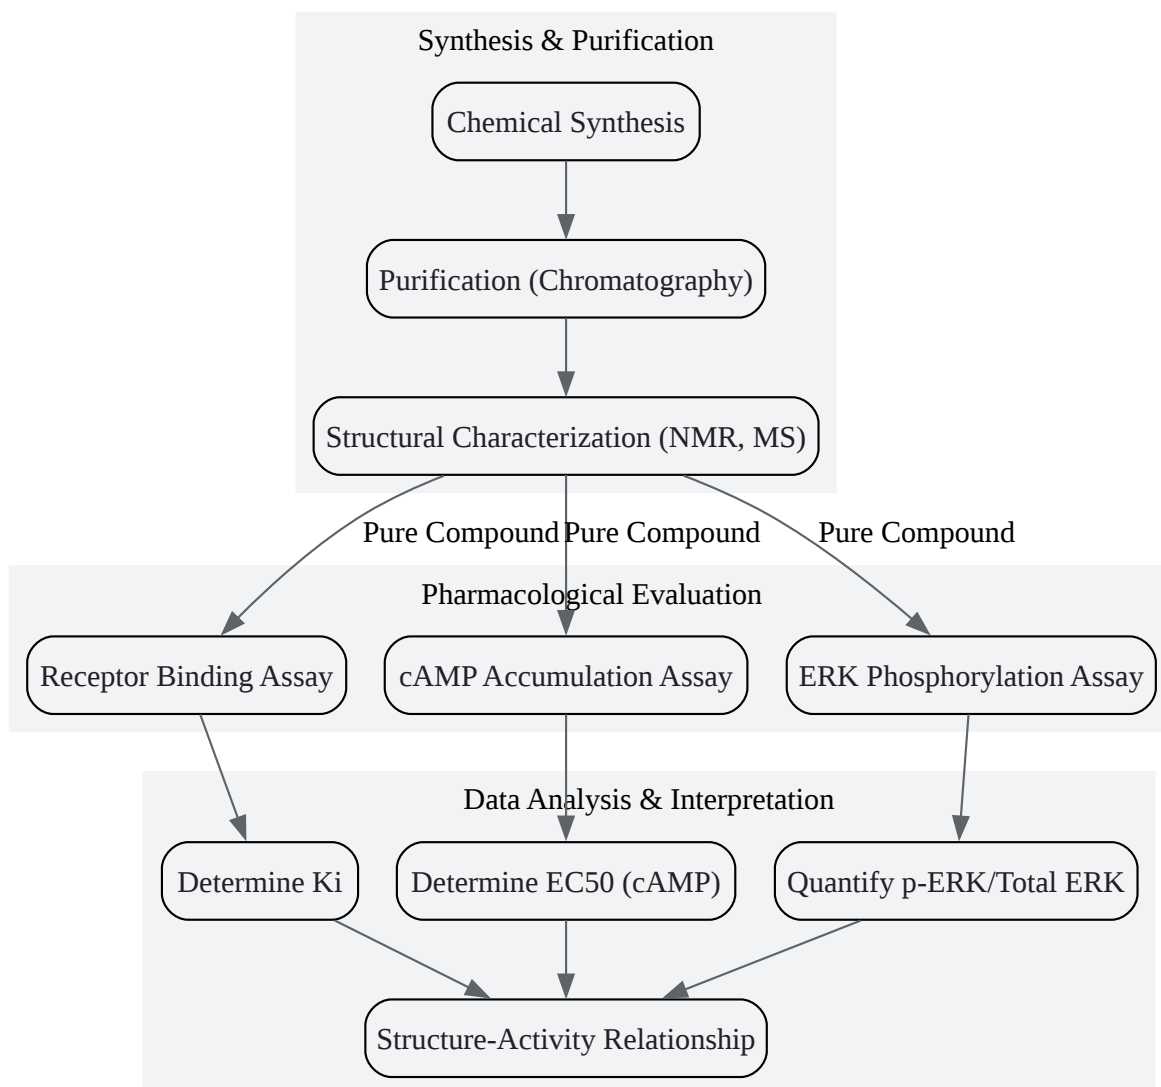 Synthesis & Purification
Chemical Synthesis
Purification (Chromatography)
Structural Characterization (NMR, MS)
Pure Compound
Pure Compound
Pure Compound
Pharmacological Evaluation
Receptor Binding Assay
cAMP Accumulation Assay
ERK Phosphorylation Assay
Data Analysis & Interpretation
Determine Ki
Determine EC50 (cAMP)
Quantify p-ERK/Total ERK
Structure-Activity Relationship